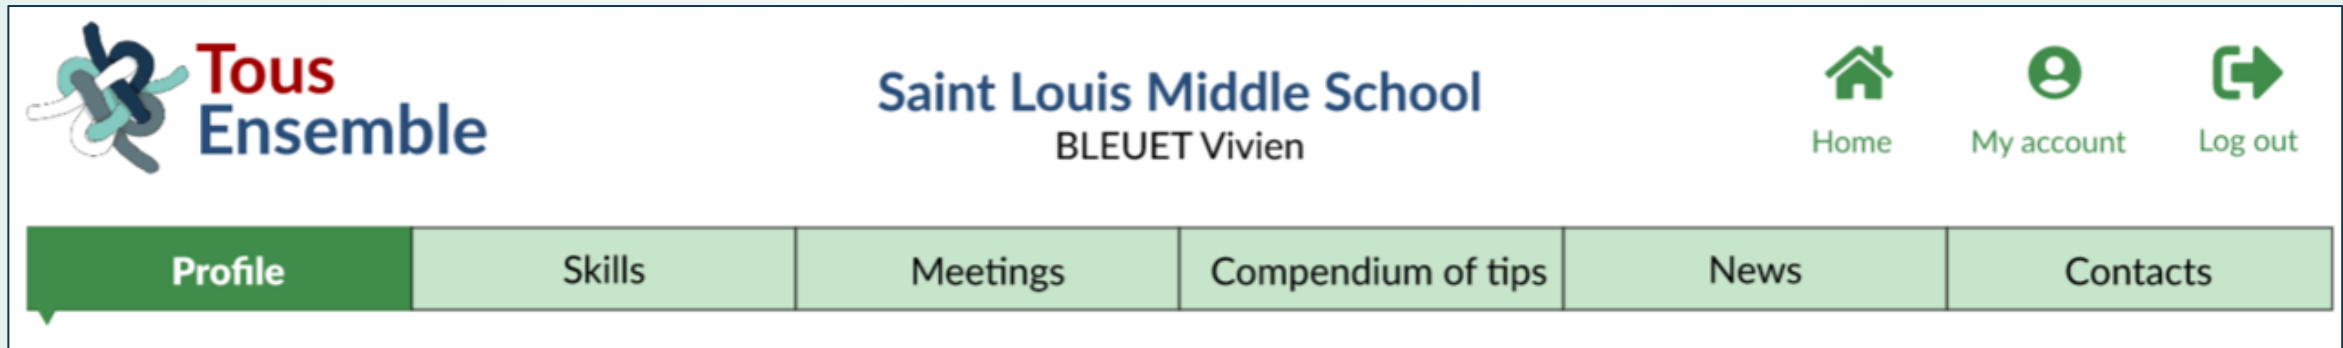 Tous
Ensemble
Saint Louis Middle School
BLEUET Vivien
Home
My account
Log out
Profile
Skills
Meetings
Compendium of tips
News
Contacts